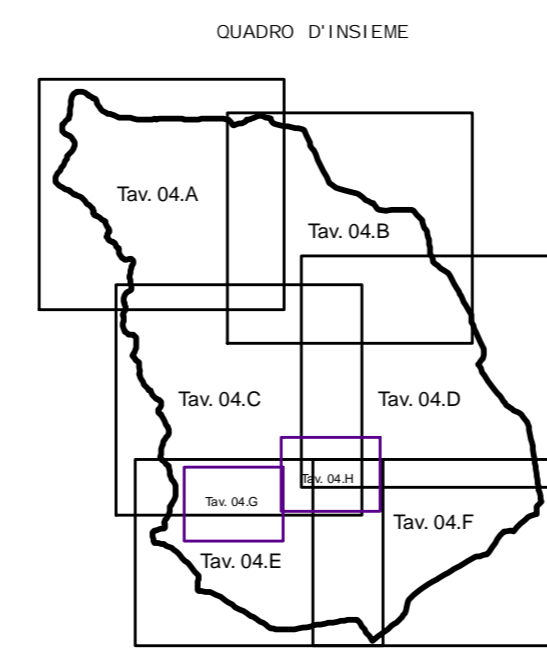 QUADRO D'INSIEME
Tav. 04.A
Tav. 04.B
Tav. 04.C
Tav. 04.D
Tav. 04.H
Tav. 04.G
Tav. 04.F
Tav. 04.E